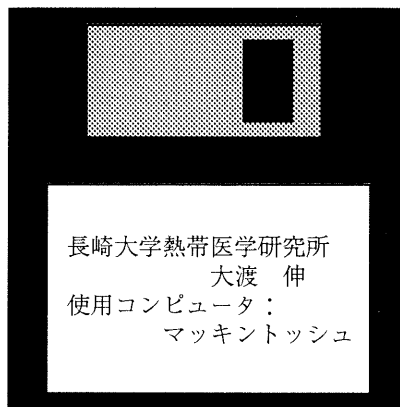 長崎大学熱帯医学研究所
大渡　伸
使用コンピュータ：
マッキントッシュ